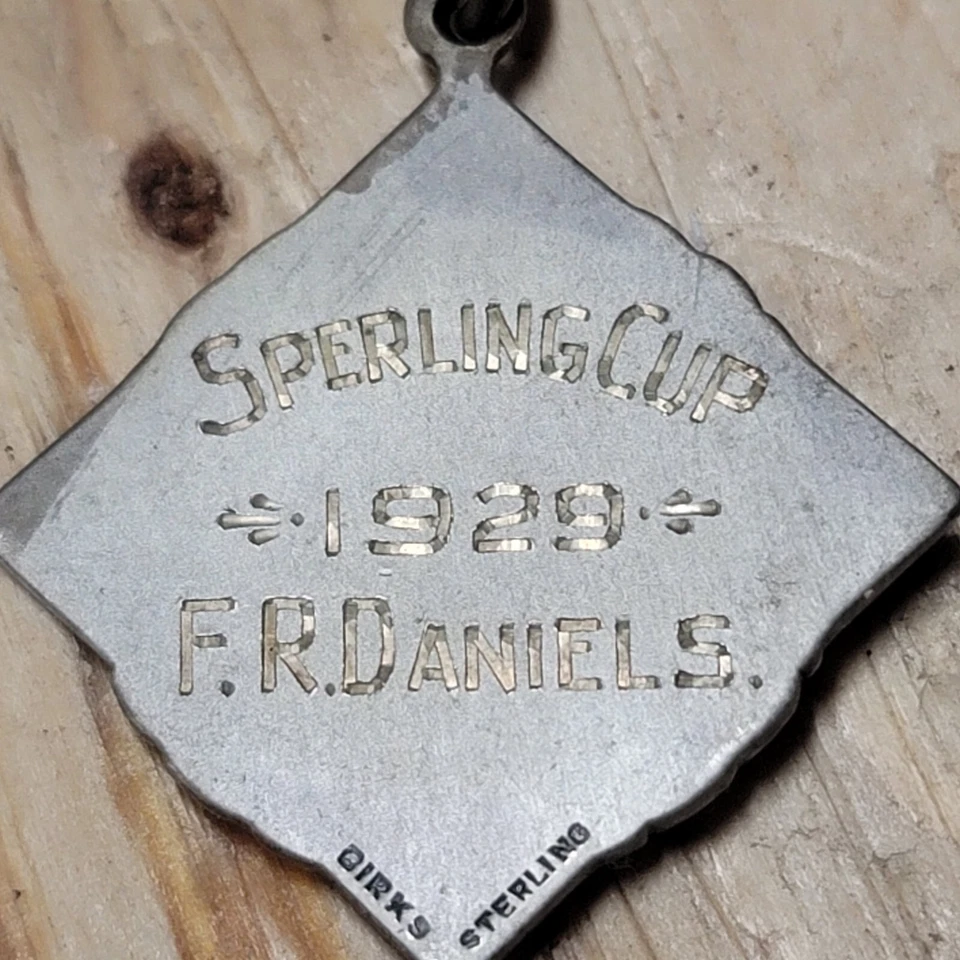 SPERLING CUP
1929
F.R.DANIELS.
BIRKS STERLING